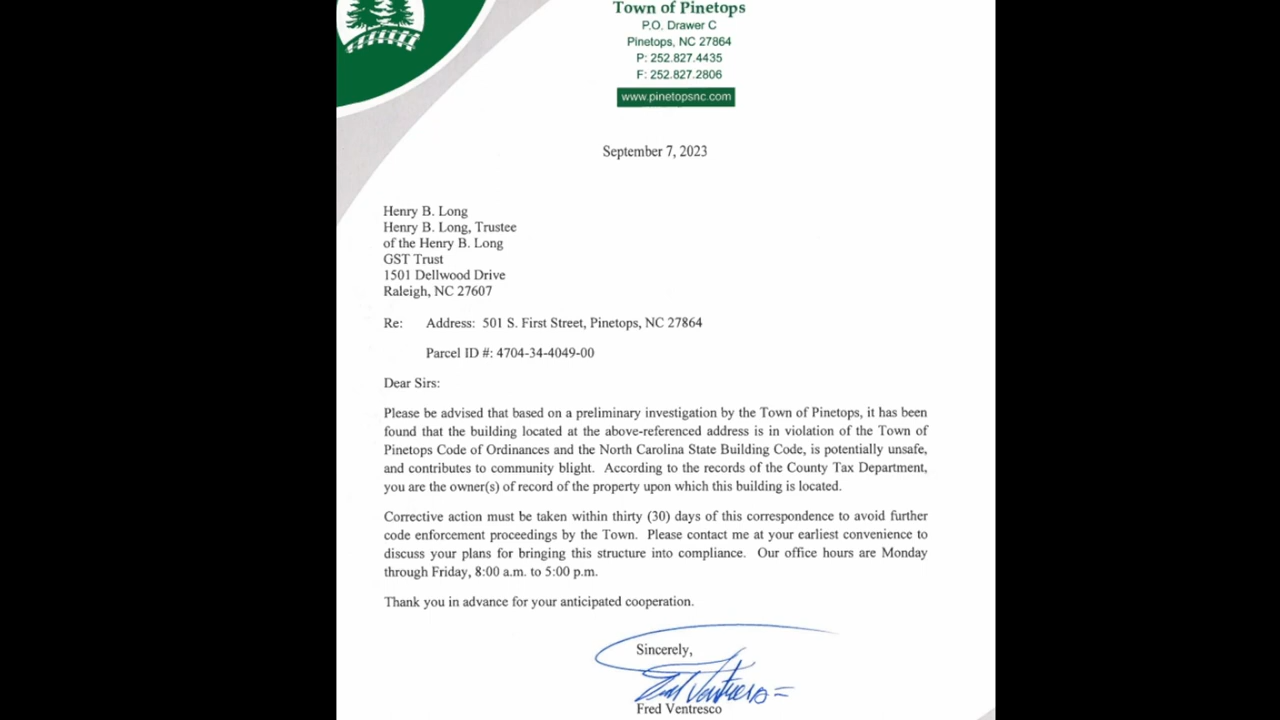 Town of Pinetops
P.O. Drawer C
Pinetops, NC 27864
P: 252.827.4435
F: 252.827.2806
www.pinetopsnc.com
September 7, 2023
Henry B. Long
Henry B. Long, Trustee
of the Henry B. Long
GST Trust
1501 Dellwood Drive
Raleigh, NC 27607
Re: Address: 501 S. First Street, Pinetops, NC 27864
Parcel ID #: 4704-34-4049-00
Dear Sirs:
Please be advised that based on a preliminary investigation by the Town of Pinetops, it has been
found that the building located at the above-referenced address is in violation of the Town of
Pinetops Code of Ordinances and the North Carolina State Building Code, is potentially unsafe,
and contributes to community blight. According to the records of the County Tax Department,
you are the owner(s) of record of the property upon which this building is located.
Corrective action must be taken within thirty (30) days of this correspondence to avoid further
code enforcement proceedings by the Town. Please contact me at your earliest convenience to
discuss your plans for bringing this structure into compliance. Our office hours are Monday
through Friday, 8:00 a.m. to 5:00 p.m.
Thank you in advance for your anticipated cooperation.
Sincerely,
Fred Ventresco
Fred Ventresco